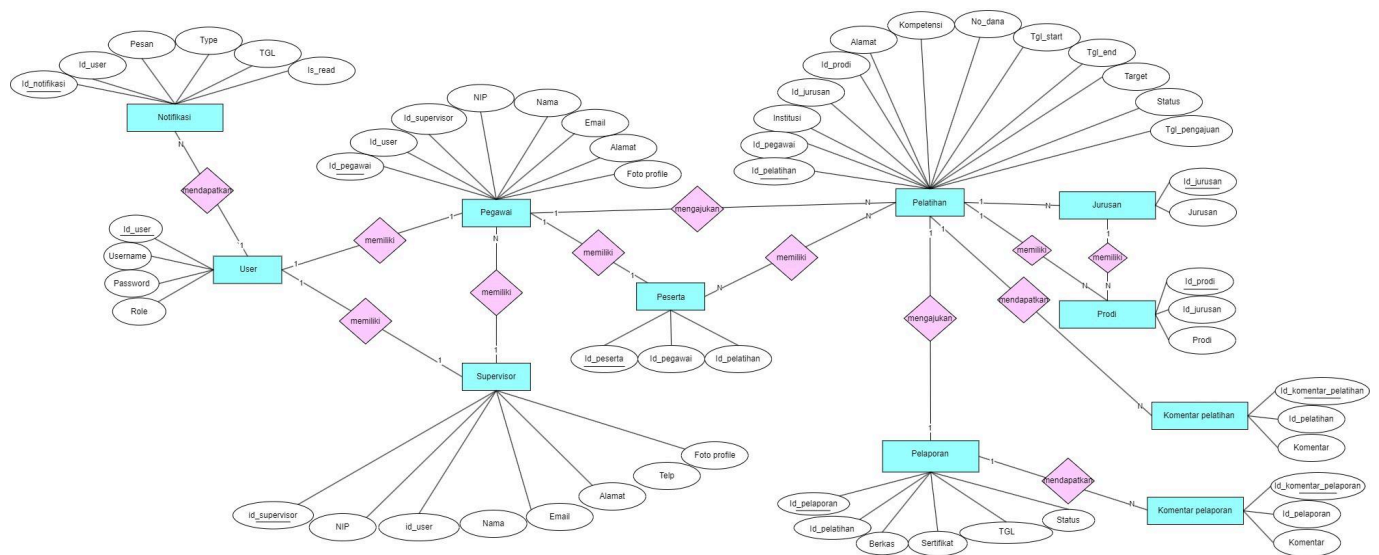 Id_notifikasi
Id_user
Pesan
Type
TGL
Is_read
Notifikasi
N
mendapatkan
1
Id_user
Username
Password
Role
User
1
memiliki
1
1
memiliki
1
Id_pegawai
Id_user
Id_supervisor
NIP
Nama
Email
Alamat
Foto profile
Pegawai
N
memiliki
1
Supervisor
id_supervisor
NIP
id_user
Nama
Email
Alamat
Telp
Foto profile
1
mengajukan
N
1
memiliki
1
Peserta
Id_peserta
Id_pegawai
Id_pelatihan
N
memiliki
N
Id_pelatihan
Id_pegawai
Institusi
Id_jurusan
Id_prodi
Alamat
Kompetensi
No_dana
Tgl_start
Tgl_end
Target
Status
Tgl_pengajuan
Pelatihan
1
N
Jurusan
Id_jurusan
Jurusan
1
memiliki
N
1
memiliki
N
Prodi
Id_prodi
Id_jurusan
Prodi
1
mendapatkan
N
Komentar pelatihan
Id_komentar_pelatihan
Id_pelatihan
Komentar
1
mengajukan
1
Pelaporan
Id_pelaporan
Id_pelatihan
Berkas
Sertifikat
TGL
Status
1
mendapatkan
N
Komentar pelaporan
Id_komentar_pelaporan
Id_pelaporan
Komentar